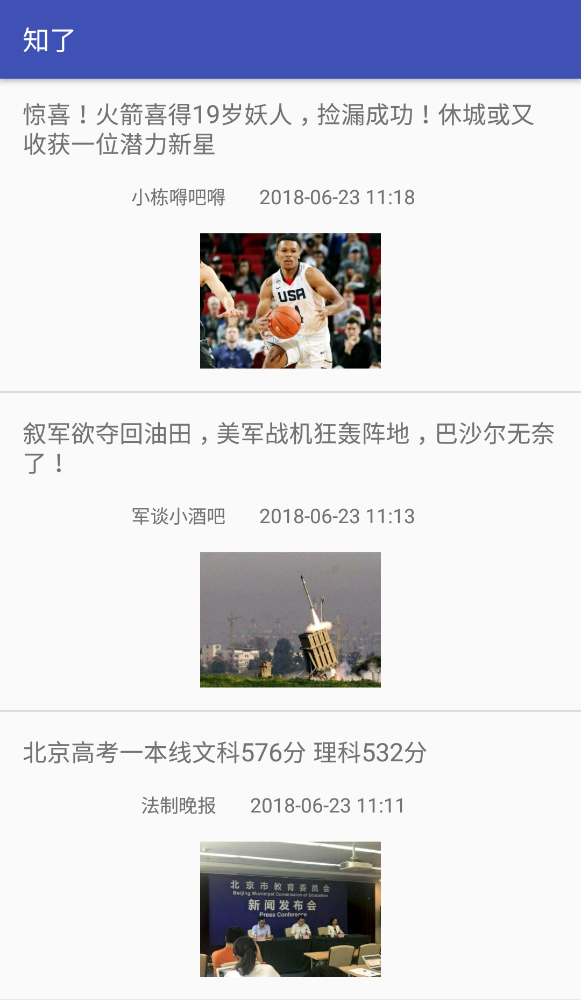 知了
惊喜！火箭喜得19岁妖人，捡漏成功！休城或又
收获一位潜力新星
小栋嘚吧嘚 2018-06-23 11:18
USA
叙军欲夺回油田，美军战机狂轰阵地，巴沙尔无奈
了！
军谈小酒吧 2018-06-23 11:13
北京高考一本线文科576分 理科532分
法制晚报 2018-06-23 11:11
北京市教育委员会
Beijing Municipal Commission of Education
新闻发布会
Press Conference